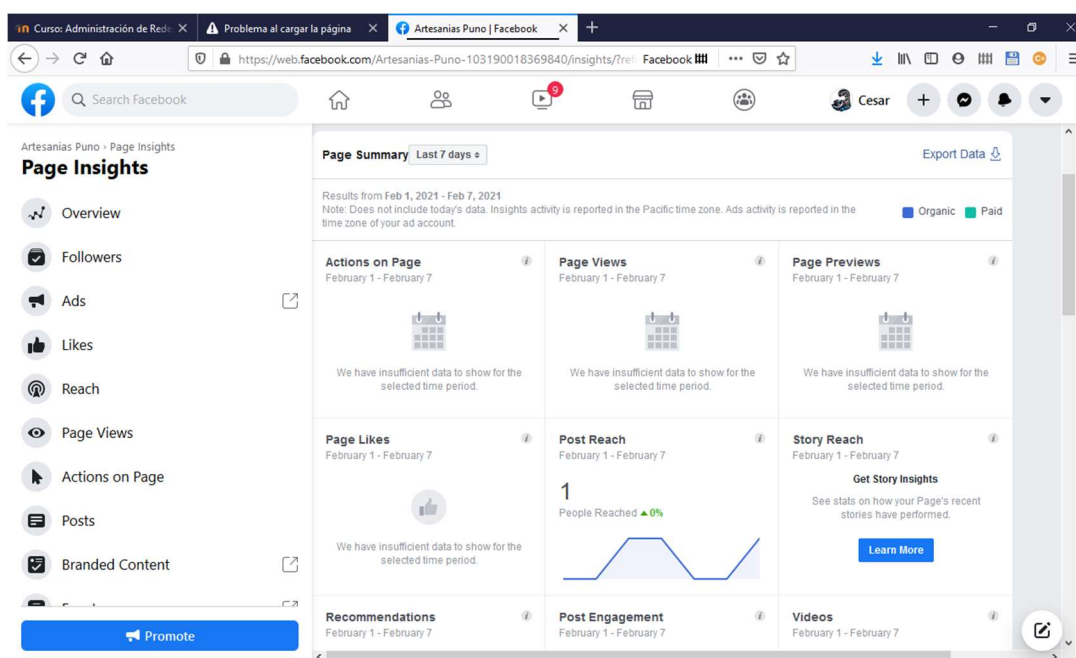 Curso: Administración de Rede
Problema al cargar la página
Artesanias Puno | Facebook
https://web.facebook.com/Artesanias-Puno-103190018369840/insights/?ref
Facebook
Search Facebook
9
Cesar
Artesanias Puno › Page Insights
Page Insights
Overview
Followers
Ads
Likes
Reach
Page Views
Actions on Page
Posts
Branded Content
Promote
Page Summary
Last 7 days
Export Data
Results from Feb 1, 2021 - Feb 7, 2021
Note: Does not include today's data. Insights activity is reported in the Pacific time zone. Ads activity is reported in the
time zone of your ad account.
Organic
Paid
Actions on Page
February 1 - February 7
We have insufficient data to show for the
selected time period.
Page Views
February 1 - February 7
We have insufficient data to show for the
selected time period.
Page Previews
February 1 - February 7
We have insufficient data to show for the
selected time period.
Page Likes
February 1 - February 7
We have insufficient data to show for the
selected time period.
Post Reach
February 1 - February 7
1
People Reached ▲0%
Story Reach
February 1 - February 7
Get Story Insights
See stats on how your Page's recent
stories have performed.
Learn More
Recommendations
February 1 - February 7
Post Engagement
February 1 - February 7
Videos
February 1 - February 7